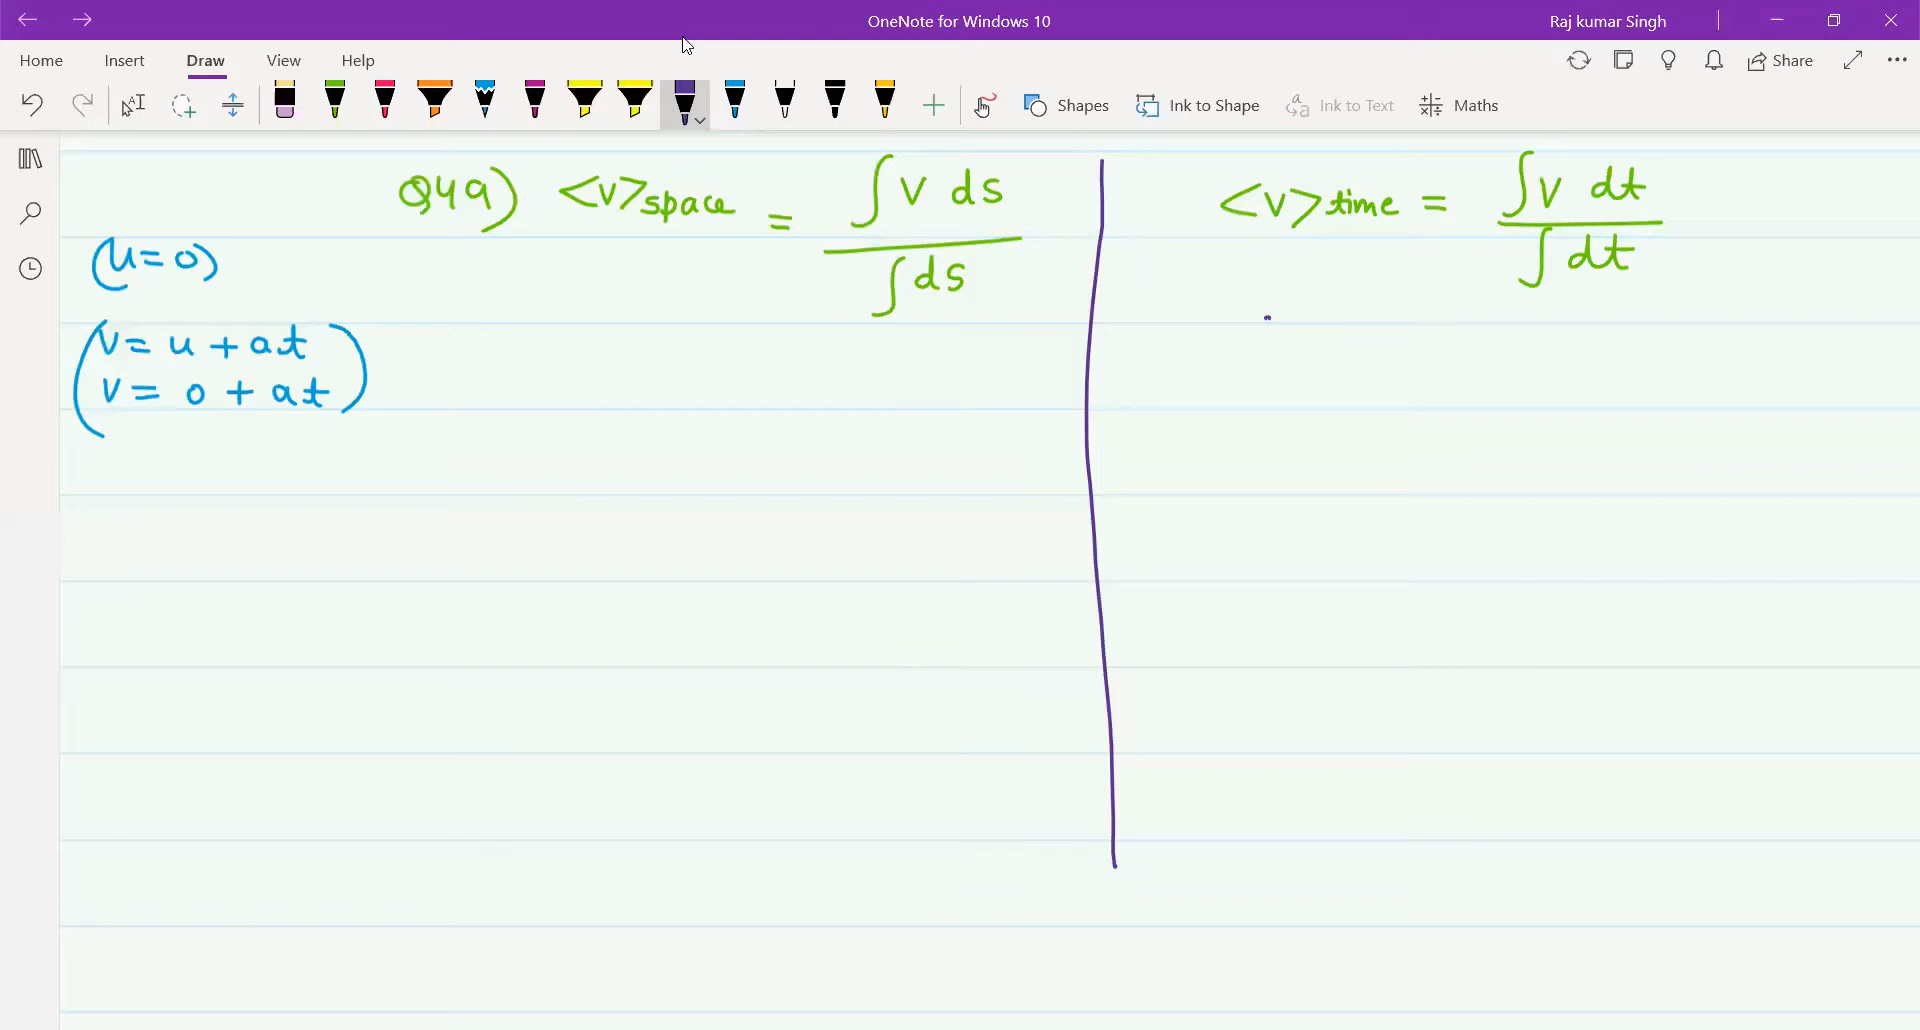 OneNote for Windows 10
Raj kumar Singh
Home Insert Draw View Help
Share
Shapes Ink to Shape Ink to Text Maths
Q49) <v>space = ∫v ds / ∫ds
<v>time = ∫v dt / ∫dt
(u=0)
(v= u + at
v= 0 + at)